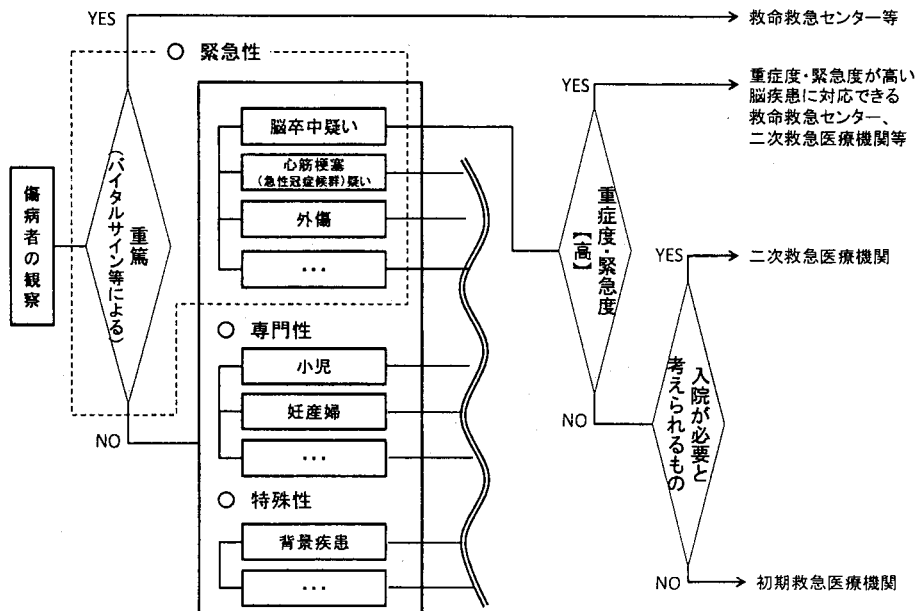 YES
救命救急センター等
○ 緊急性
YES
重症度・緊急度が高い
脳疾患に対応できる
救命救急センター、
二次救急医療機関等
脳卒中疑い
心筋梗塞
(急性冠症候群)疑い
外傷
…
傷病者の観察
重篤
(バイタルサイン等による)
重症度・緊急度
【高】
YES
二次救急医療機関
○ 専門性
小児
妊産婦
…
NO
NO
入院が必要と
考えられるもの
○ 特殊性
背景疾患
…
NO
初期救急医療機関